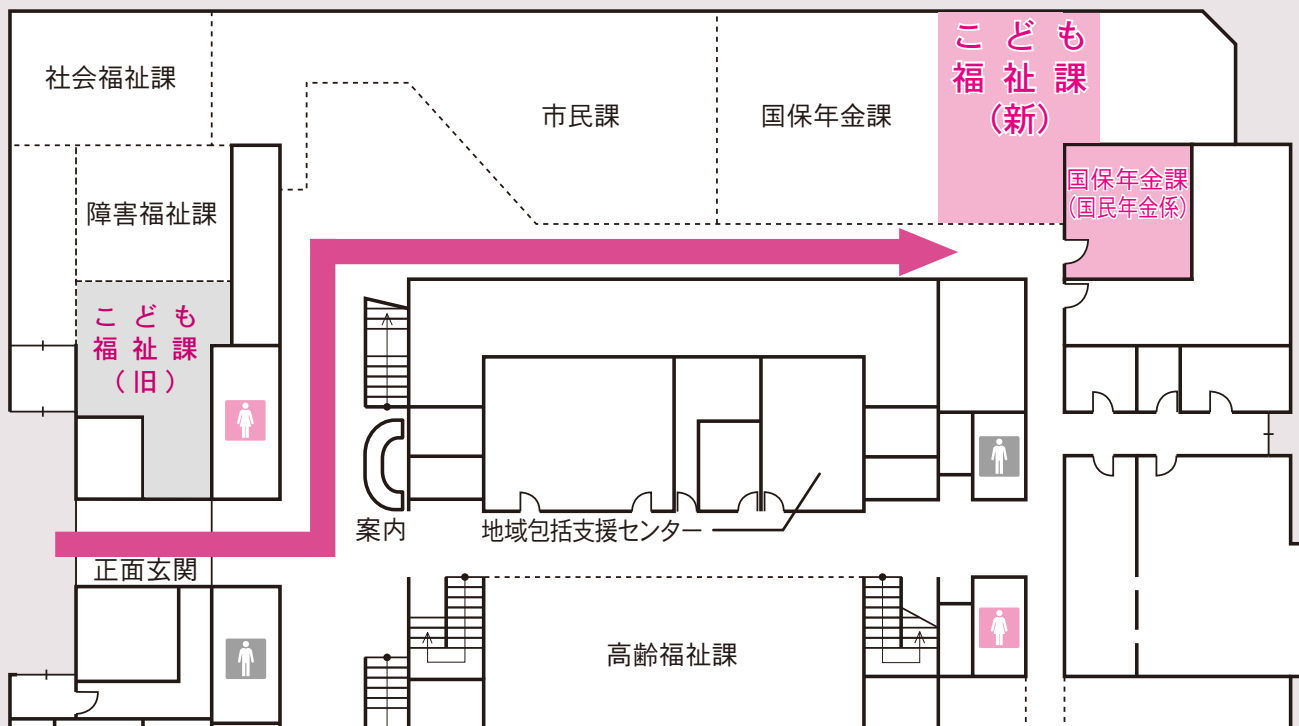 社会福祉課
市民課
国保年金課
こども
福祉課
(新)
国保年金課
(国民年金係)
障害福祉課
こども
福祉課
(旧)
案内
地域包括支援センター
正面玄関
高齢福祉課